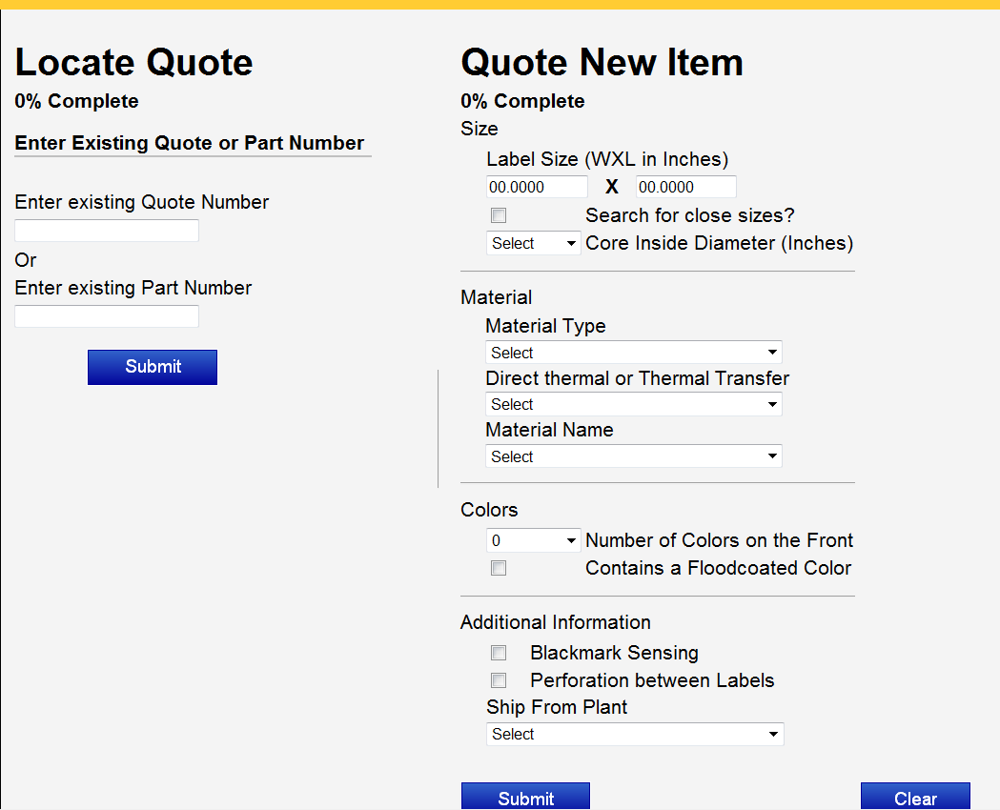 Locate Quote
0% Complete
Enter Existing Quote or Part Number
Enter existing Quote Number
Or
Enter existing Part Number
Submit
Quote New Item
0% Complete
Size
Label Size (WXL in Inches)
00.0000 X 00.0000
Search for close sizes?
Select Core Inside Diameter (Inches)
Material
Material Type
Select
Direct thermal or Thermal Transfer
Select
Material Name
Select
Colors
0 Number of Colors on the Front
Contains a Floodcoated Color
Additional Information
Blackmark Sensing
Perforation between Labels
Ship From Plant
Select
Submit Clear